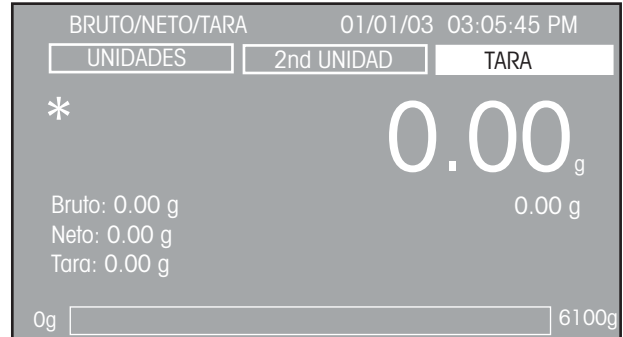 BRUTO/NETO/TARA 01/01/03 03:05:45 PM
UNIDADES 2nd UNIDAD TARA
* 0.00 g
Bruto: 0.00 g 0.00 g
Neto: 0.00 g
Tara: 0.00 g
0g 6100g